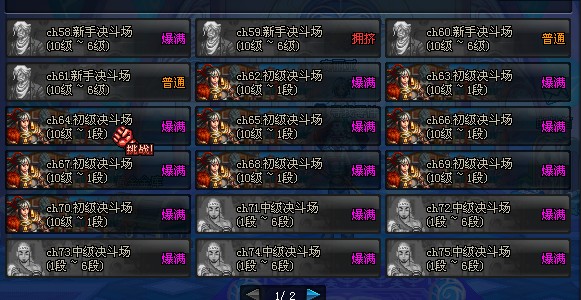 ch58.新手决斗场
(10级 ~ 6级)
爆满
ch59.新手决斗场
(10级 ~ 6级)
拥挤
ch60.新手决斗场
(10级 ~ 6级)
普通
ch61.新手决斗场
(10级 ~ 6级)
普通
ch62.初级决斗场
(10级 ~ 1段)
爆满
ch63.初级决斗场
(10级 ~ 1段)
爆满
ch64.初级决斗场
(10级 ~ 1段)
爆满
挑战!
ch65.初级决斗场
(10级 ~ 1段)
爆满
ch66.初级决斗场
(10级 ~ 1段)
爆满
ch67.初级决斗场
(10级 ~ 1段)
爆满
ch68.初级决斗场
(10级 ~ 1段)
爆满
ch69.初级决斗场
(10级 ~ 1段)
爆满
ch70.初级决斗场
(10级 ~ 1段)
爆满
ch71.中级决斗场
(1段 ~ 6段)
爆满
ch72.中级决斗场
(1段 ~ 6段)
爆满
ch73.中级决斗场
(1段 ~ 6段)
爆满
ch74.中级决斗场
(1段 ~ 6段)
爆满
ch75.中级决斗场
(1段 ~ 6段)
爆满
1/2